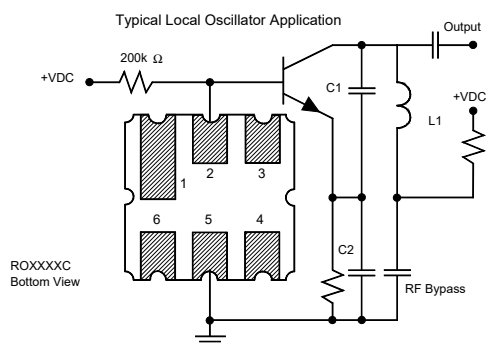 Typical Local Oscillator Application
Output
200k Ω
+VDC
C1
+VDC
L1
1
2
3
6
5
4
C2
ROXXXXC
Bottom View
RF Bypass